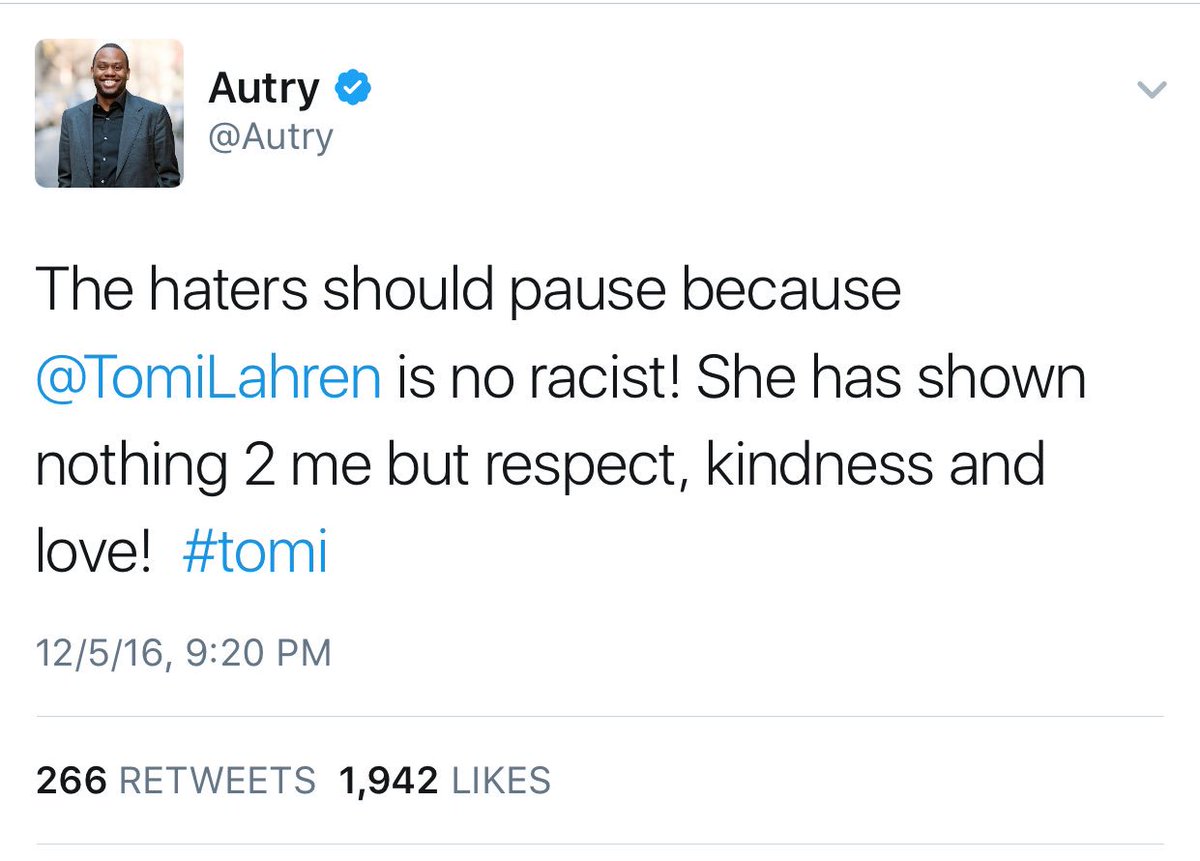 Autry
@Autry
The haters should pause because
@TomiLahren is no racist! She has shown
nothing 2 me but respect, kindness and
love! #tomi
12/5/16, 9:20 PM
266 RETWEETS 1,942 LIKES